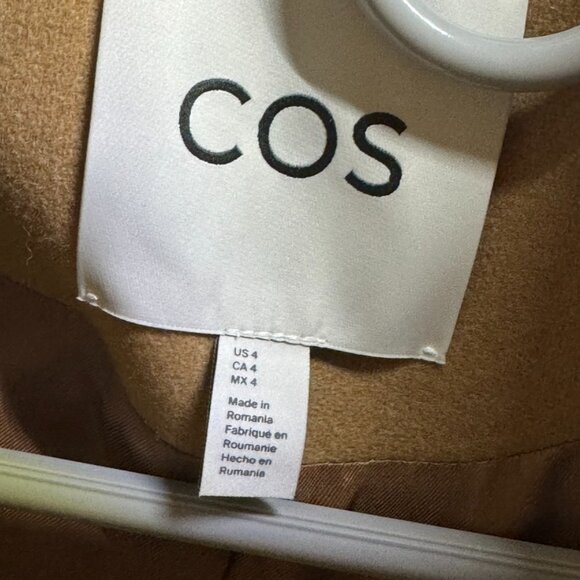 COS
US 4
CA 4
MX 4
Made in
Romania
Fabriqué en
Roumanie
Hecho en
Rumania